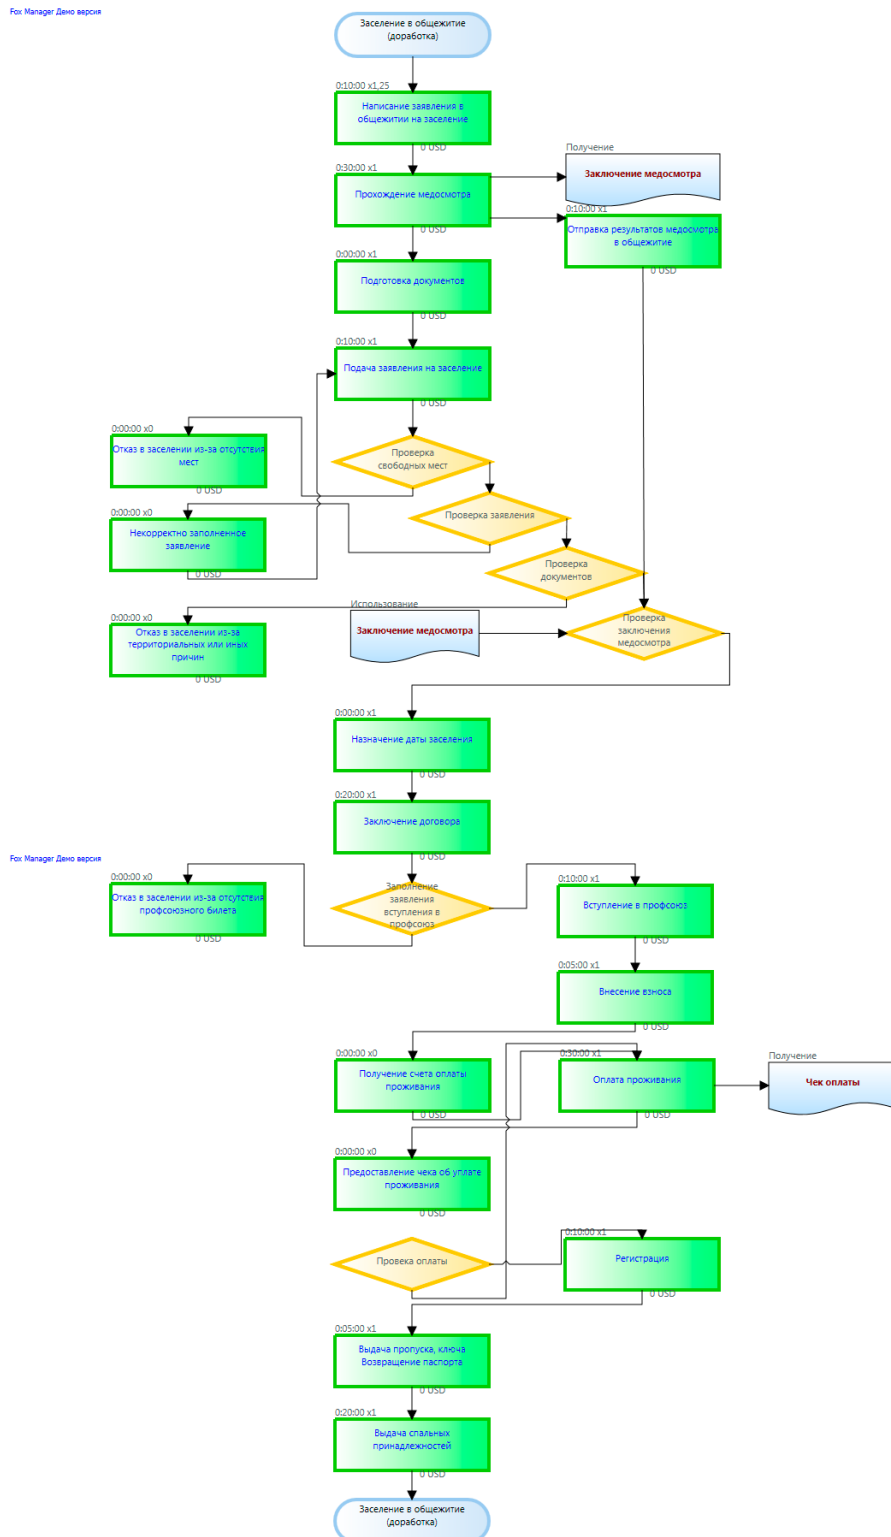 Fox Manager Демо версия
Заселение в общежитие
(доработка)
0:10:00 x1,25
Написание заявления в
общежитии на заселение
0 USD
Получение
Заключение медосмотра
0:30:00 x1
Прохождение медосмотра
0 USD
0:10:00 x1
Отправка результатов медосмотра
в общежитие
0 USD
0:00:00 x1
Подготовка документов
0 USD
0:10:00 x1
Подача заявления на заселение
0 USD
0:00:00 x0
Отказ в заселении из-за отсутствия
мест
0 USD
Проверка
свободных мест
0:00:00 x0
Некорректно заполненное
заявление
0 USD
Проверка заявления
Проверка
документов
Использование
Заключение медосмотра
0:00:00 x0
Отказ в заселении из-за
территориальных или иных
причин
0 USD
Проверка
заключения
медосмотра
0:00:00 x1
Назначение даты заселения
0 USD
0:20:00 x1
Заключение договора
0 USD
Fox Manager Демо версия
0:00:00 x0
Отказ в заселении из-за отсутствия
профсоюзного билета
0 USD
Заполнение
заявления
вступления в
профсоюз
0:10:00 x1
Вступление в профсоюз
0 USD
0:05:00 x1
Внесение взноса
0 USD
0:00:00 x0
Получение счета оплаты
проживания
0 USD
0:30:00 x1
Оплата проживания
0 USD
Получение
Чек оплаты
0:00:00 x0
Предоставление чека об уплате
проживания
0 USD
Провека оплаты
0:10:00 x1
Регистрация
0 USD
0:05:00 x1
Выдача пропуска, ключа
Возвращение паспорта
0 USD
0:20:00 x1
Выдача спальных
принадлежностей
0 USD
Заселение в общежитие
(доработка)